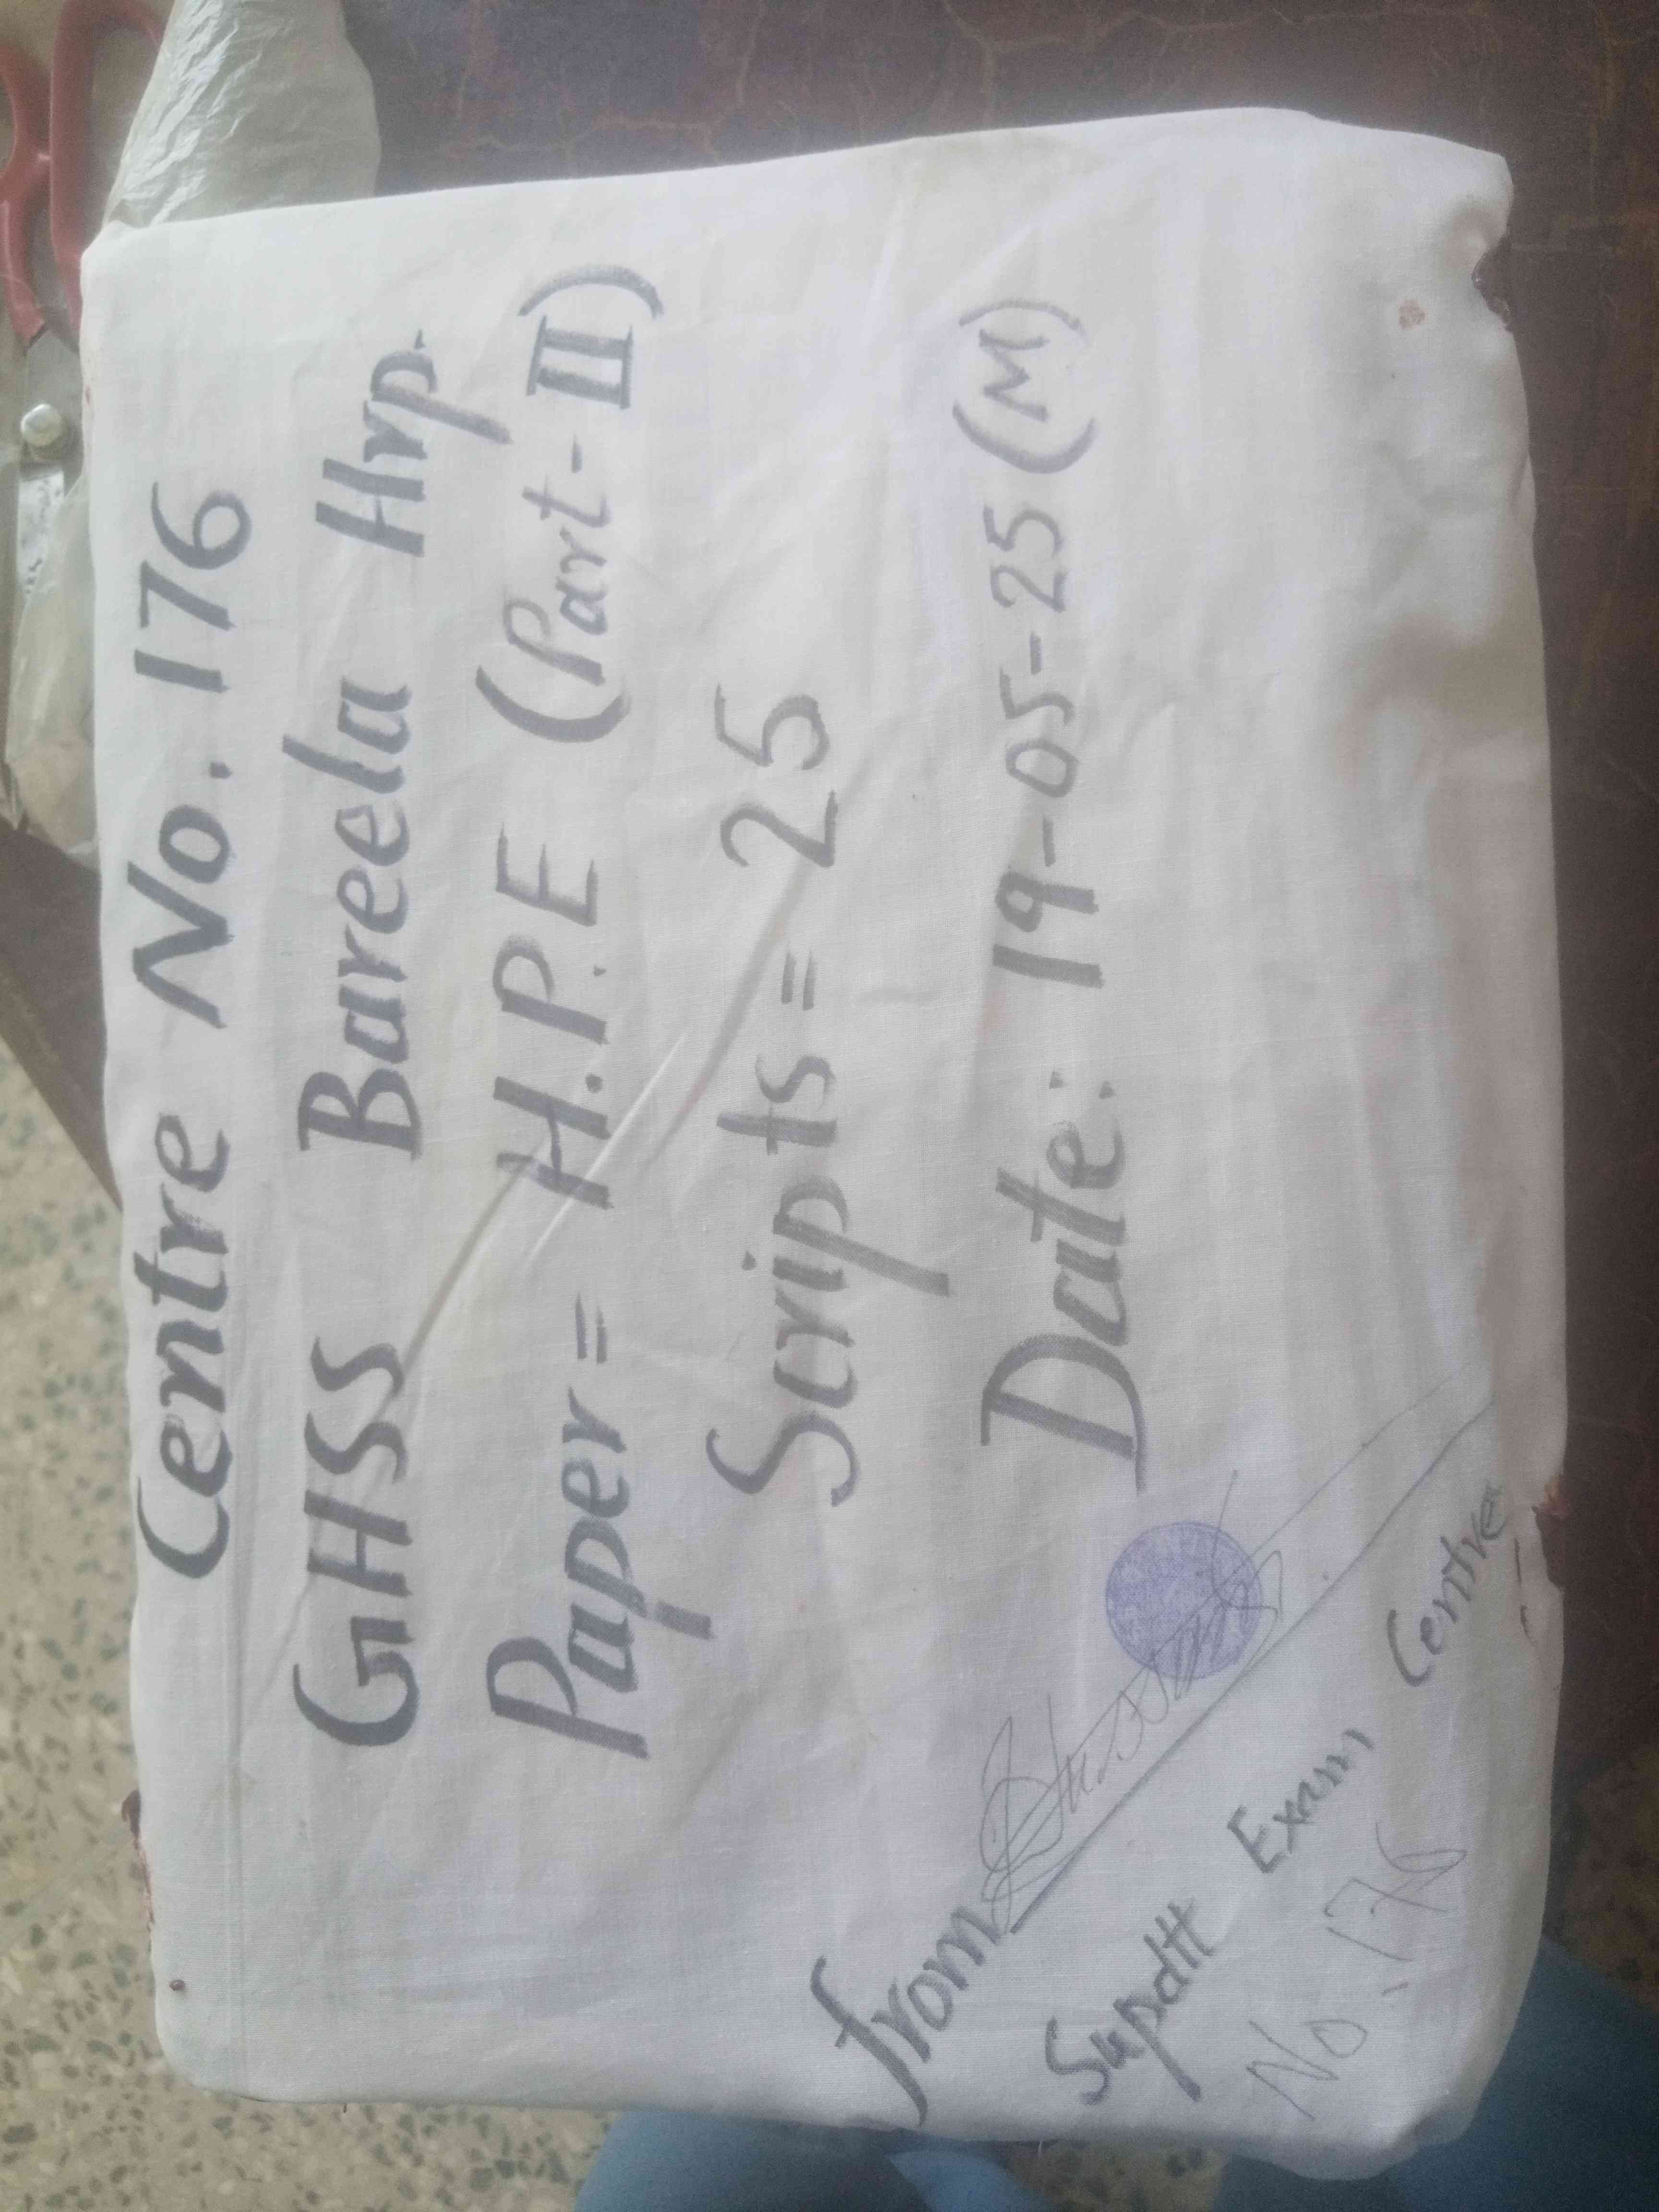 Centre No. 176
GHSS Bareela Hrp.
Paper = H.P.E (Part-II)
Scripts = 25
Date: 19-05-25 (M)
from
Supdtt Exam Centre
No. 176